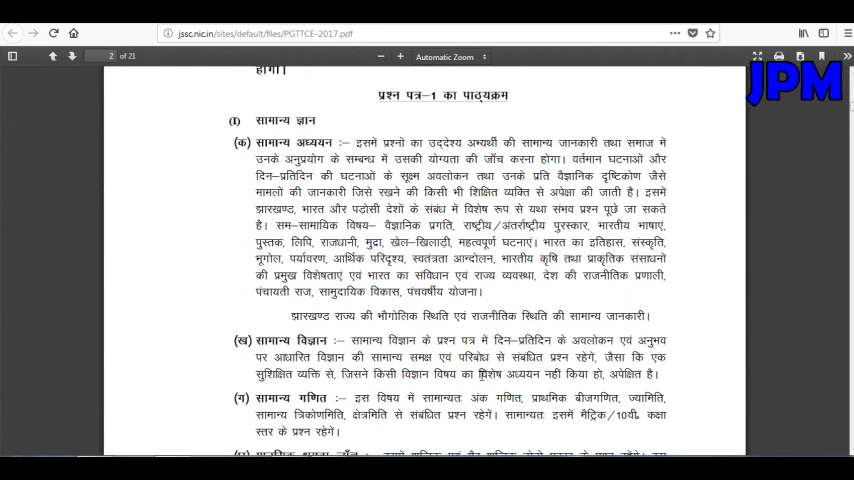 jssc.nic.in/sites/default/files/PGTTCE-2017.pdf
2 of 21
Automatic Zoom
JPM
होगा।
प्रश्न पत्र–1 का पाठ्यक्रम
(I) सामान्य ज्ञान
(क) सामान्य अध्ययन :- इसमें प्रश्नों का उद्देश्य अभ्यर्थी की सामान्य जानकारी तथा समाज में
उनके अनुप्रयोग के सम्बन्ध में उसकी योग्यता की जाँच करना होगा। वर्तमान घटनाओं और
दिन–प्रतिदिन की घटनाओं के सूक्ष्म अवलोकन तथा उनके प्रति वैज्ञानिक दृष्टिकोण जैसे
मामलों की जानकारी जिसे रखने की किसी भी शिक्षित व्यक्ति से अपेक्षा की जाती है। इसमें
झारखण्ड, भारत और पड़ोसी देशों के संबंध में विशेष रूप से यथा संभव प्रश्न पूछे जा सकते
है। सम–सामायिक विषय– वैज्ञानिक प्रगति, राष्ट्रीय/अंतर्राष्ट्रीय पुरस्कार, भारतीय भाषाएं,
पुस्तक, लिपि, राजधानी, मुद्रा, खेल–खिलाड़ी, महत्वपूर्ण घटनाएं। भारत का इतिहास, संस्कृति,
भूगोल, पर्यावरण, आर्थिक परिदृश्य, स्वतंत्रता आन्दोलन, भारतीय कृषि तथा प्राकृतिक संसाधनों
की प्रमुख विशेषताएं एवं भारत का संविधान एवं राज्य व्यवस्था, देश की राजनीतिक प्रणाली,
पंचायती राज, सामुदायिक विकास, पंचवर्षीय योजना।
झारखण्ड राज्य की भौगोलिक स्थिति एवं राजनीतिक स्थिति की सामान्य जानकारी।
(ख) सामान्य विज्ञान :- सामान्य विज्ञान के प्रश्न पत्र में दिन–प्रतिदिन के अवलोकन एवं अनुभव
पर आधारित विज्ञान की सामान्य समक्ष एवं परिबोध से संबंधित प्रश्न रहेगें, जैसा कि एक
सुशिक्षित व्यक्ति से, जिसने किसी विज्ञान विषय का विशेष अध्ययन नहीं किया हो, अपेक्षित है।
(ग) सामान्य गणित :- इस विषय में सामान्यतः अंक गणित, प्राथमिक बीजगणित, ज्यामिति,
सामान्य त्रिकोणमिति, क्षेत्रमिति से संबंधित प्रश्न रहेगें। सामान्यतः इसमें मैट्रिक/10वीं० कक्षा
स्तर के प्रश्न रहेगें।